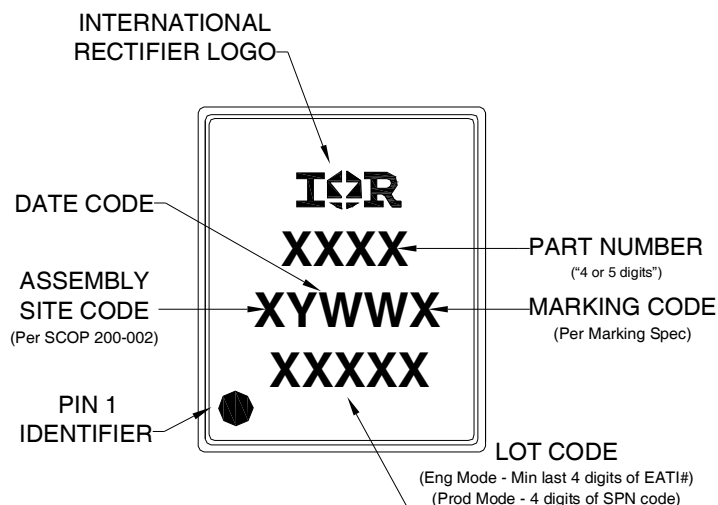 INTERNATIONAL
RECTIFIER LOGO
IOR
DATE CODE
XXXX
PART NUMBER
("4 or 5 digits")
ASSEMBLY
SITE CODE
(Per SCOP 200-002)
XYWWX
MARKING CODE
(Per Marking Spec)
XXXXX
PIN 1
IDENTIFIER
LOT CODE
(Eng Mode - Min last 4 digits of EATI#)
(Prod Mode - 4 digits of SPN code)